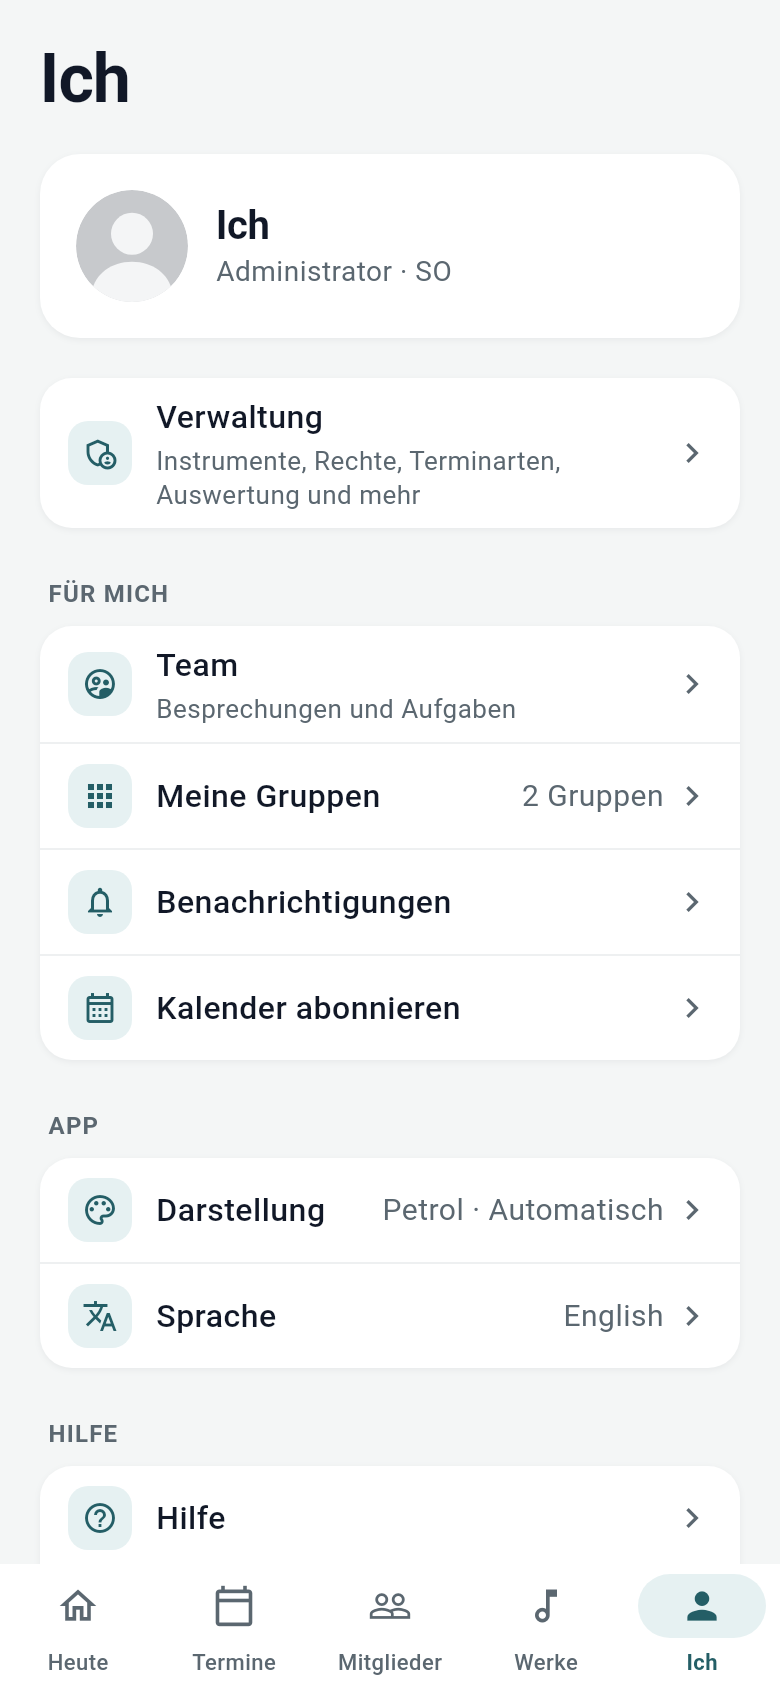 Ich
Ich
Administrator · SO
Verwaltung
Instrumente, Rechte, Terminarten,
Auswertung und mehr
FÜR MICH
Team
Besprechungen und Aufgaben
Meine Gruppen 2 Gruppen
Benachrichtigungen
Kalender abonnieren
APP
Darstellung Petrol · Automatisch
Sprache English
HILFE
Hilfe
Heute Termine Mitglieder Werke Ich